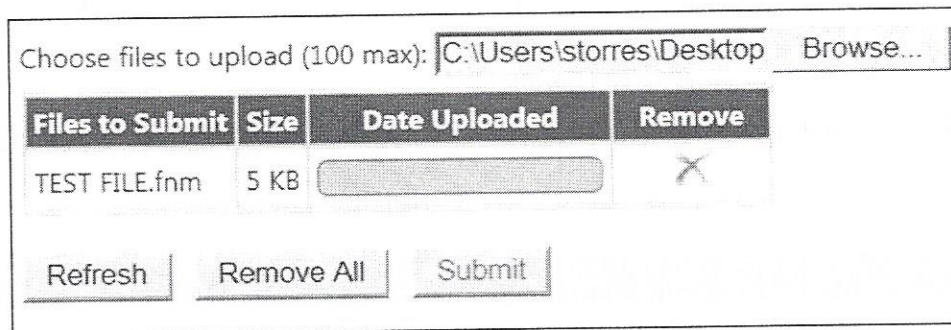 Choose files to upload (100 max): C:\Users\storres\Desktop Browse...
Files to Submit Size Date Uploaded Remove
TEST FILE.fnm 5 KB
Refresh Remove All Submit